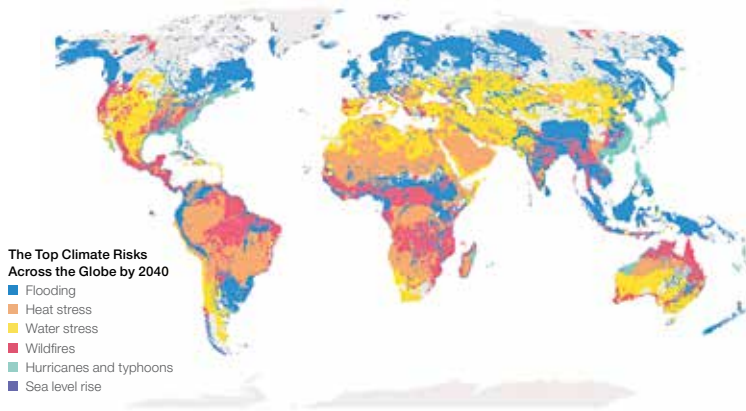 The Top Climate Risks
Across the Globe by 2040
Flooding
Heat stress
Water stress
Wildfires
Hurricanes and typhoons
Sea level rise